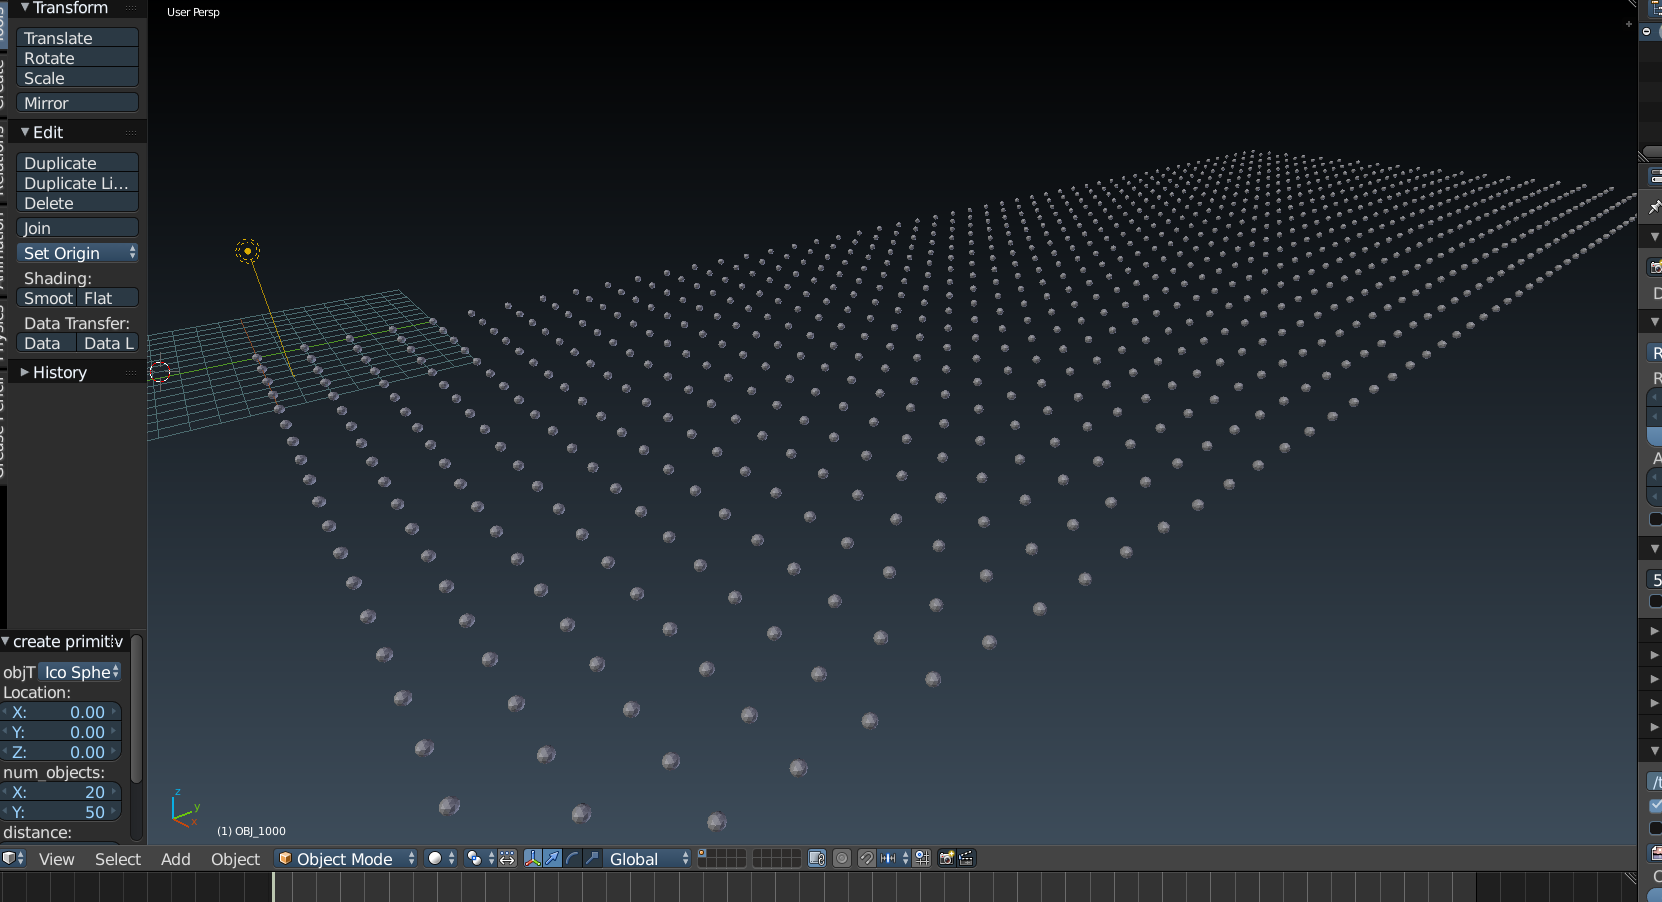 Transform
Translate
Rotate
Scale
Mirror
Edit
Duplicate
Duplicate Li...
Delete
Join
Set Origin
Shading:
Smoot Flat
Data Transfer:
Data Data L
History
create primitiv
objT Ico Sphe
Location:
X: 0.00
Y: 0.00
Z: 0.00
num_objects:
X: 20
Y: 50
distance:
User Persp
z
y
x
(1) OBJ_1000
View Select Add Object Object Mode Global